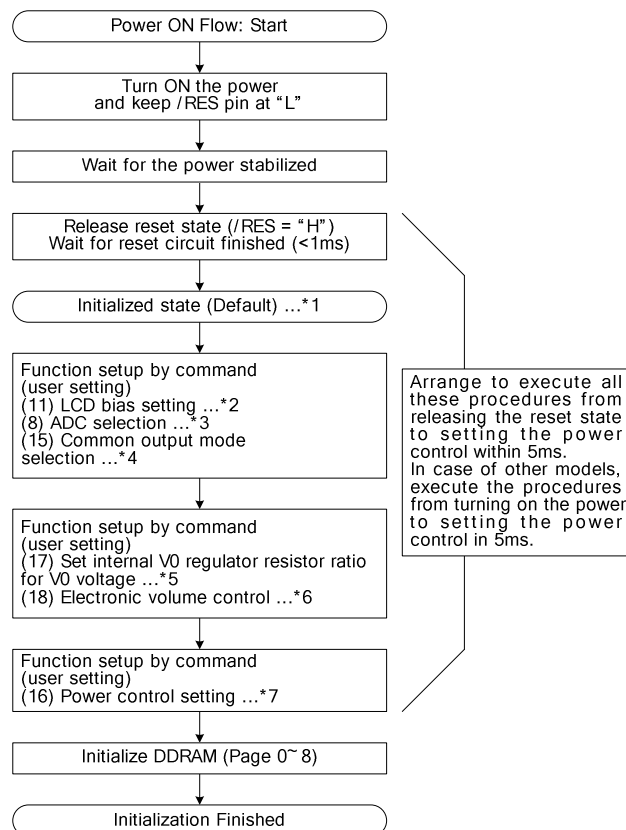 Power ON Flow: Start
Turn ON the power
and keep /RES pin at “L”
Wait for the power stabilized
Release reset state (/RES = “H”)
Wait for reset circuit finished (<1ms)
Initialized state (Default) ...*1
Function setup by command
(user setting)
(11) LCD bias setting ...*2
(8) ADC selection ...*3
(15) Common output mode
selection ...*4
Function setup by command
(user setting)
(17) Set internal V0 regulator resistor ratio
for V0 voltage ...*5
(18) Electronic volume control ...*6
Function setup by command
(user setting)
(16) Power control setting ...*7
Initialize DDRAM (Page 0~8)
Initialization Finished
Arrange to execute all
these procedures from
releasing the reset state
to setting the power
control within 5ms.
In case of other models,
execute the procedures
from turning on the power
to setting the power
control in 5ms.